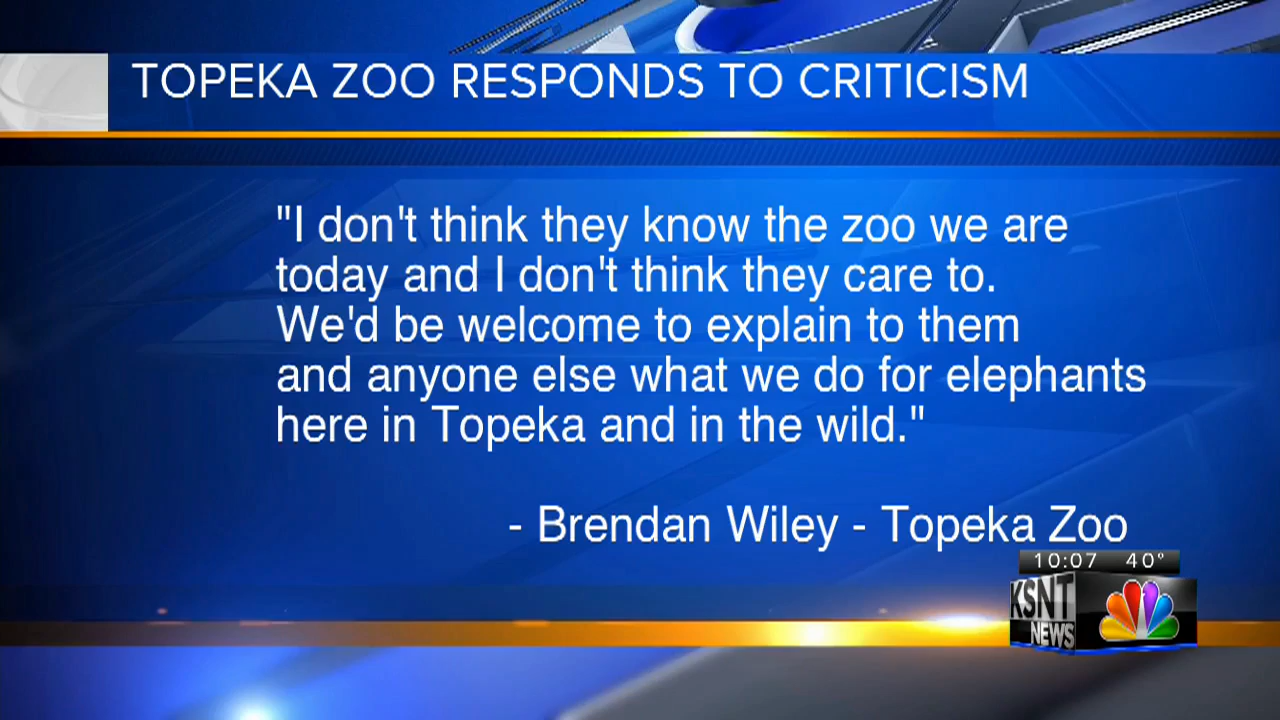 TOPEKA ZOO RESPONDS TO CRITICISM
"I don't think they know the zoo we are
today and I don't think they care to.
We'd be welcome to explain to them
and anyone else what we do for elephants
here in Topeka and in the wild."
- Brendan Wiley - Topeka Zoo
10:07 40°
KSNT
NEWS